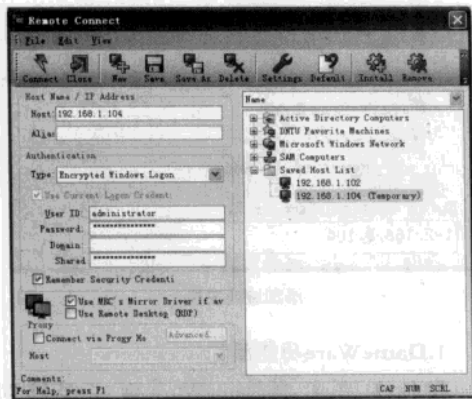 Remote Connect
File Edit View
Connect Close New Save Save As Delete Settings Default Install Remove
Host Name / IP Address
Host: 192.168.1.104
Alias
Authentication
Type: Encrypted Windows Logon
Use Current Logon Credent:
User ID: administrator
Password: ***************
Domain:
Shared ***************
Remember Security Credenti
Use MRC's Mirror Driver if av
Use Remote Desktop (RDP)
Proxy
Connect via Proxy Ho
Advanced
Host
Comments:
For Help, press F1
Name
Active Directory Computers
DNTU Favorite Machines
Microsoft Windows Network
SAM Computers
Saved Host List
192.168.1.102
192.168.1.104 (Temporary)
CAP NUM SCRL